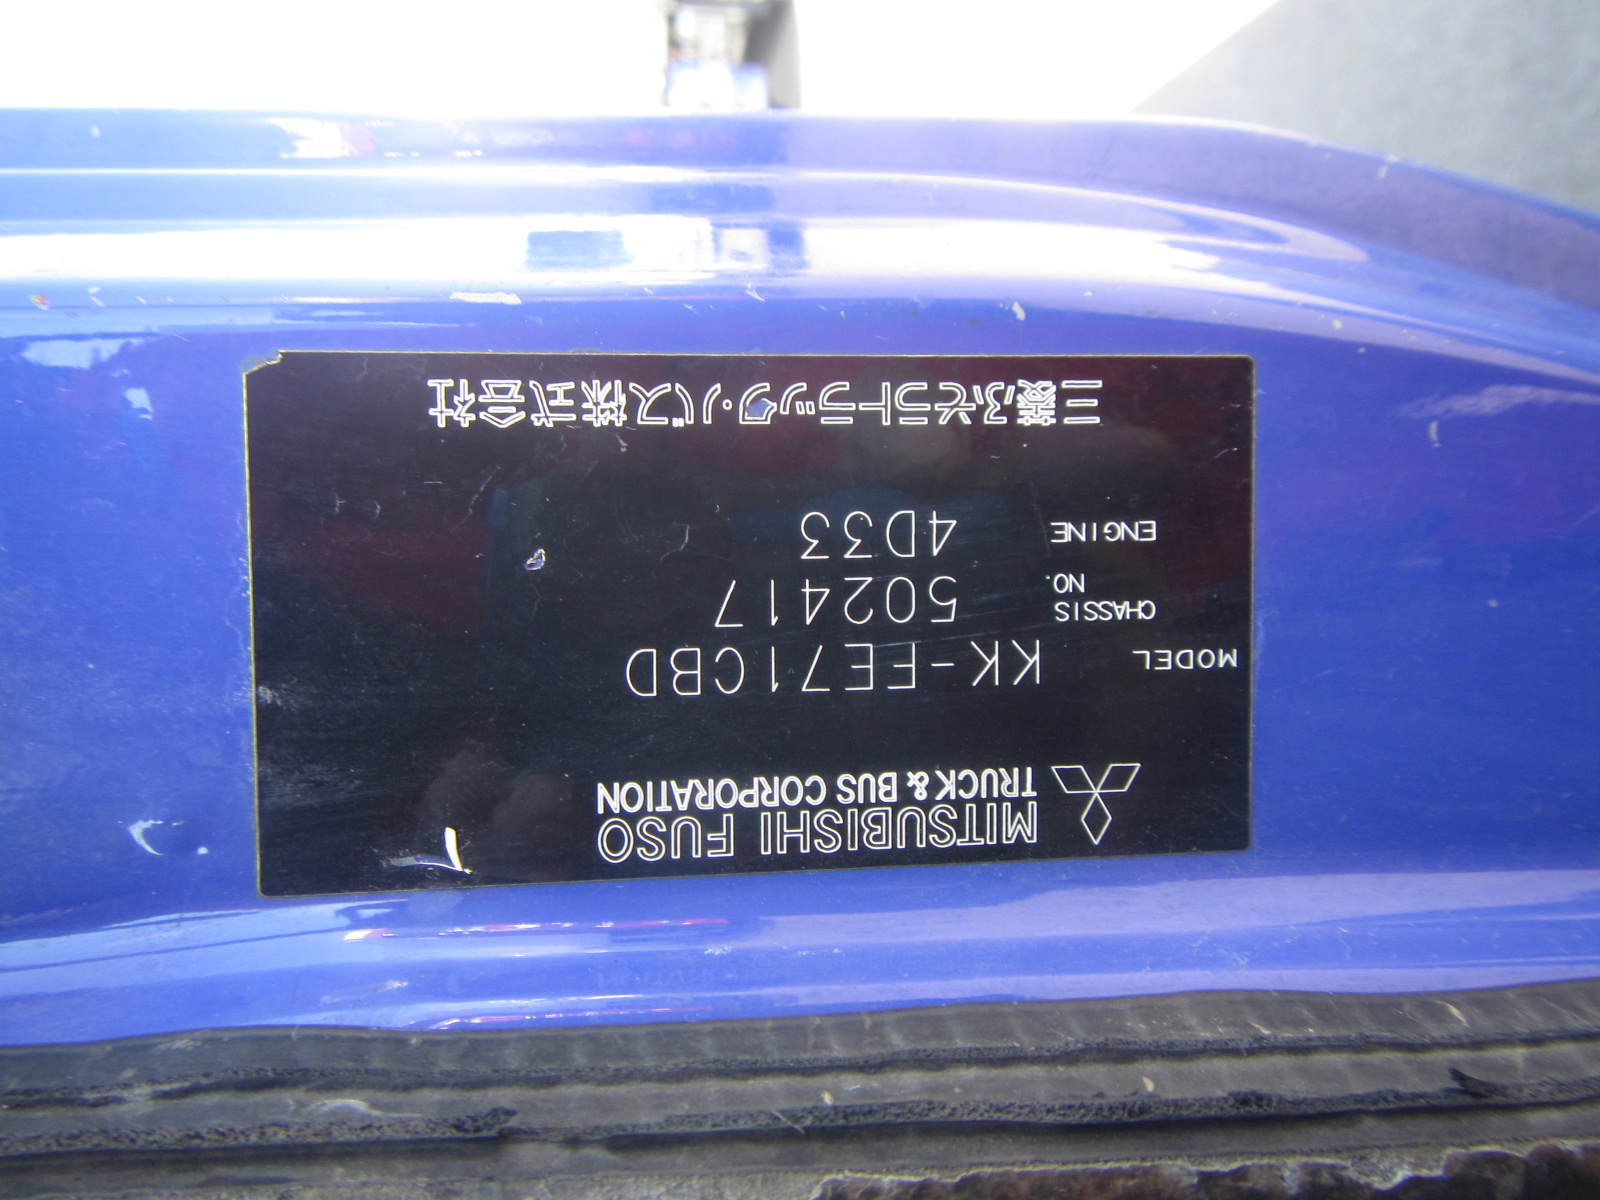 MITSUBISHI FUSO
TRUCK & BUS CORPORATION
MODEL KK-FE71CBD
CHASSIS NO. 502417
ENGINE 4D33
三菱ふそうトラック・バス株式会社